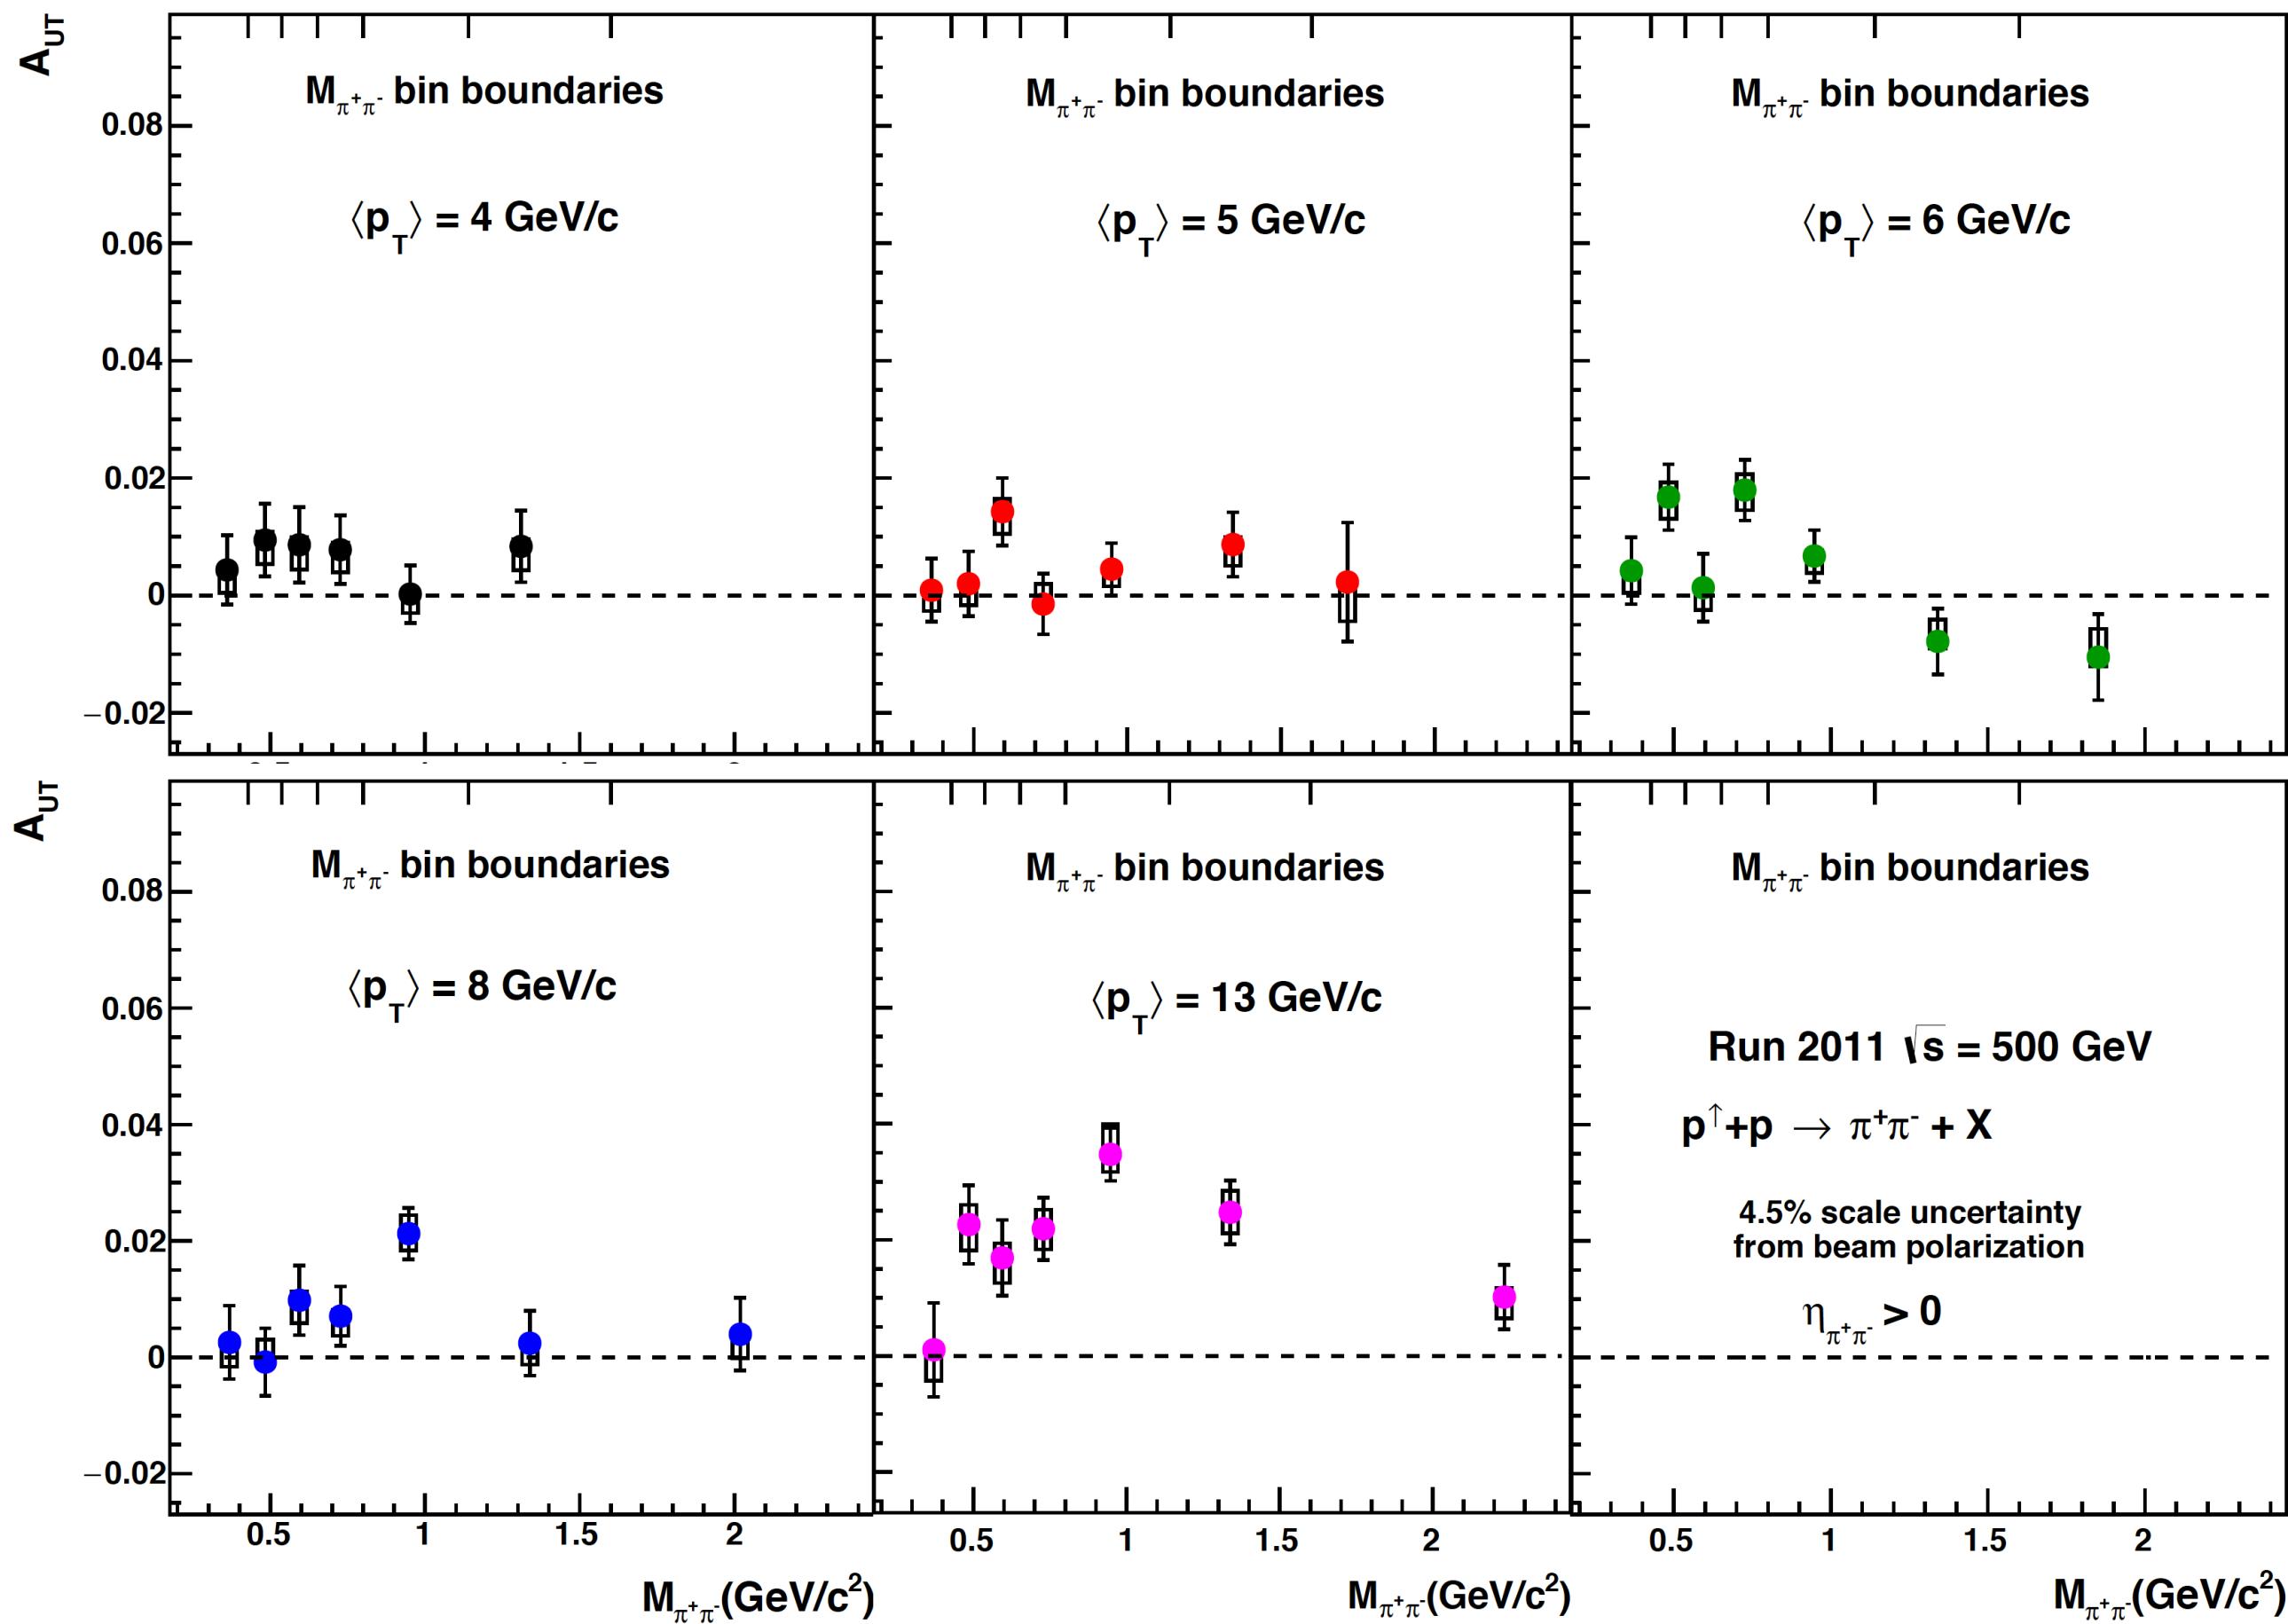 A_UT
M_π⁺π⁻ bin boundaries
⟨p_T⟩ = 4 GeV/c
0.08
0.06
0.04
0.02
0
−0.02
M_π⁺π⁻ bin boundaries
⟨p_T⟩ = 5 GeV/c
M_π⁺π⁻ bin boundaries
⟨p_T⟩ = 6 GeV/c
A_UT
M_π⁺π⁻ bin boundaries
⟨p_T⟩ = 8 GeV/c
0.08
0.06
0.04
0.02
0
−0.02
0.5 1 1.5 2
M_π⁺π⁻(GeV/c²)
M_π⁺π⁻ bin boundaries
⟨p_T⟩ = 13 GeV/c
0.5 1 1.5 2
M_π⁺π⁻(GeV/c²)
M_π⁺π⁻ bin boundaries
Run 2011 √s = 500 GeV
p↑+p → π⁺π⁻ + X
4.5% scale uncertainty
from beam polarization
η_π⁺π⁻ > 0
0.5 1 1.5 2
M_π⁺π⁻(GeV/c²)